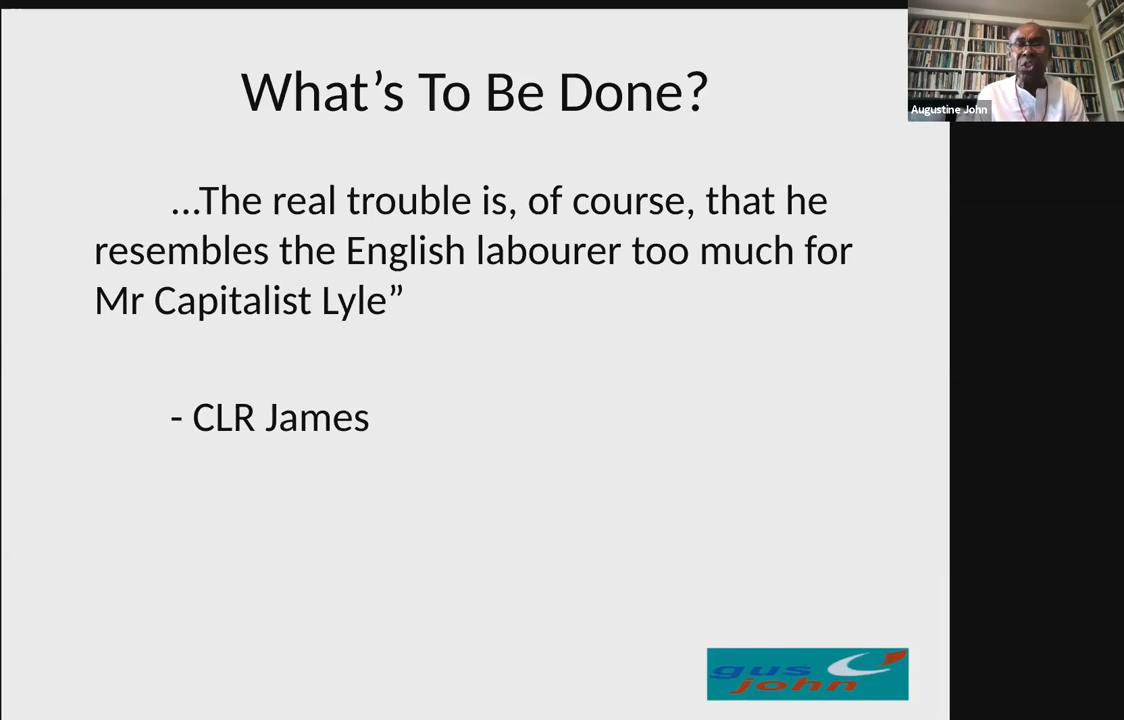 What’s To Be Done?
…The real trouble is, of course, that he
resembles the English labourer too much for
Mr Capitalist Lyle”
- CLR James
gus
john
Augustine John